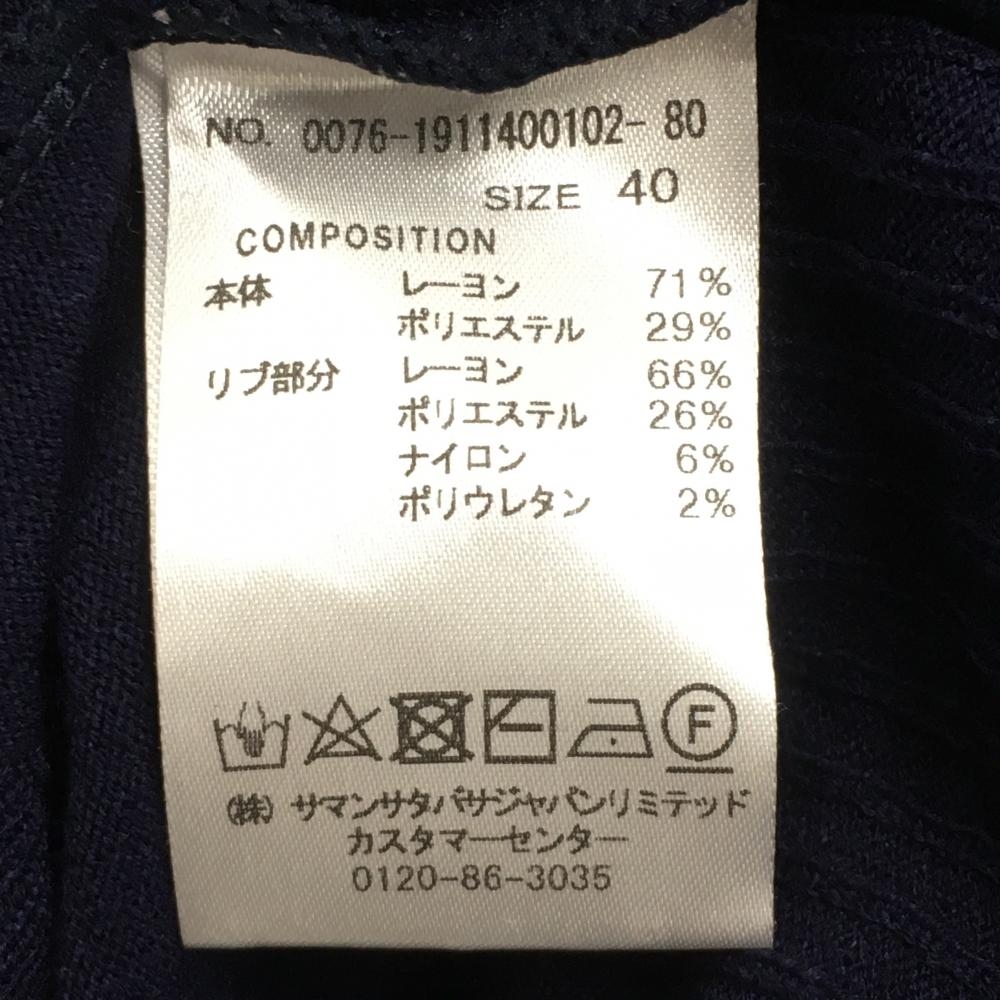 NO. 0076-1911400102-80
SIZE 40
COMPOSITION
本体 レーヨン 71%
ポリエステル 29%
リブ部分 レーヨン 66%
ポリエステル 26%
ナイロン 6%
ポリウレタン 2%
F
(株) サマンサタバサジャパンリミテッド
カスタマーセンター
0120-86-3035